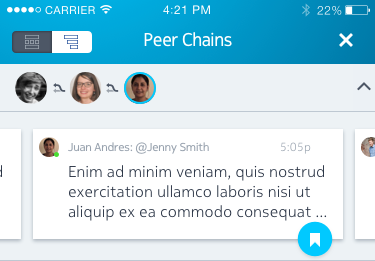 CARRIER 4:21 PM 22%
Peer Chains
Juan Andres: @Jenny Smith 5:05p
Enim ad minim veniam, quis nostrud
exercitation ullamco laboris nisi ut
aliquip ex ea commodo consequat ...